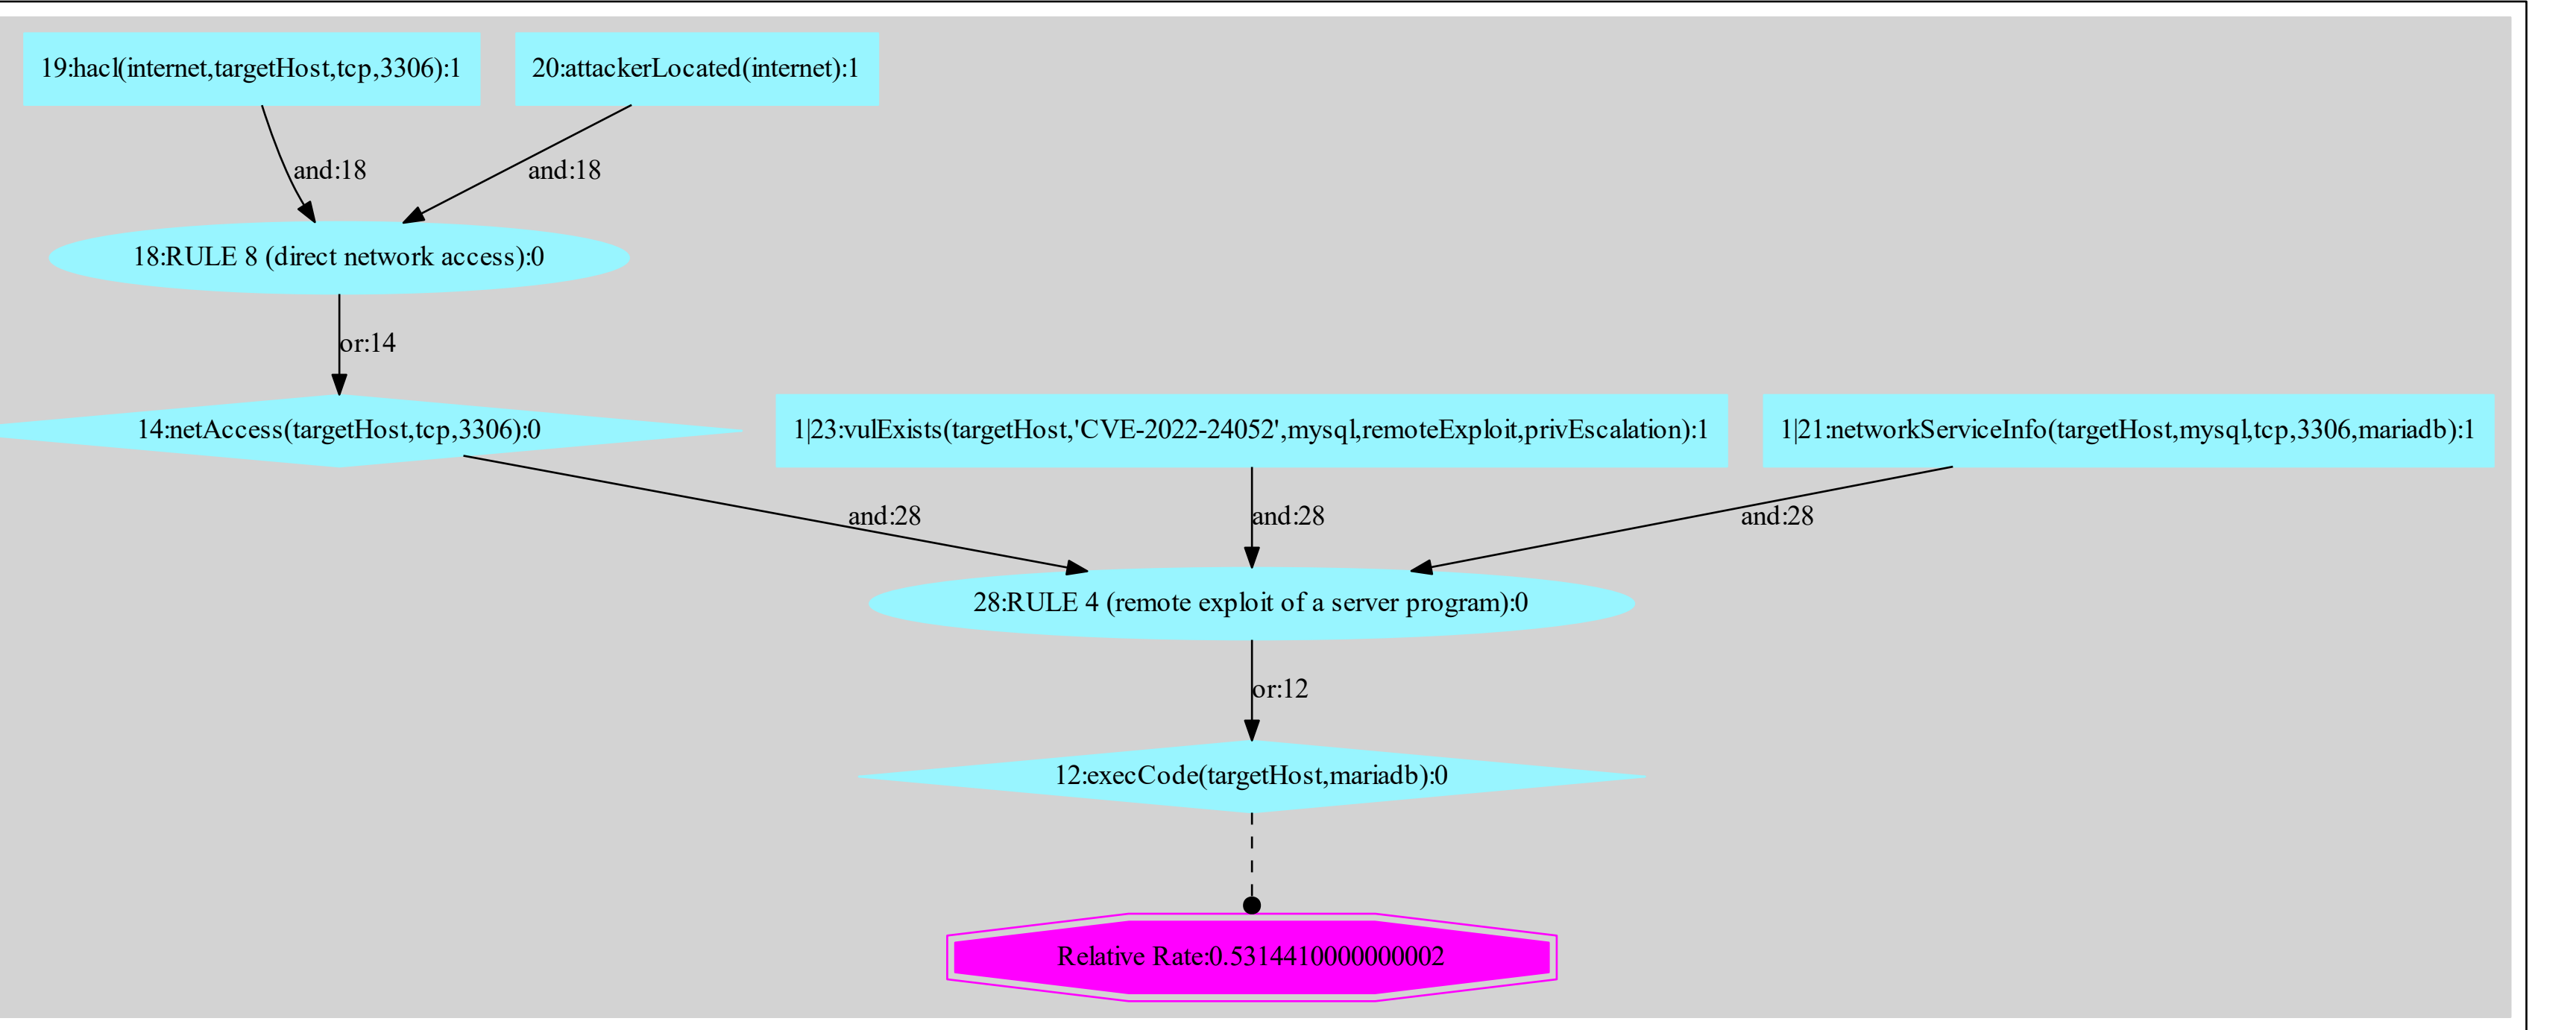 19:hacl(internet,targetHost,tcp,3306):1
20:attackerLocated(internet):1
and:18
and:18
18:RULE 8 (direct network access):0
or:14
14:netAccess(targetHost,tcp,3306):0
1|23:vulExists(targetHost,'CVE-2022-24052',mysql,remoteExploit,privEscalation):1
1|21:networkServiceInfo(targetHost,mysql,tcp,3306,mariadb):1
and:28
and:28
and:28
28:RULE 4 (remote exploit of a server program):0
or:12
12:execCode(targetHost,mariadb):0
Relative Rate:0.5314410000000002